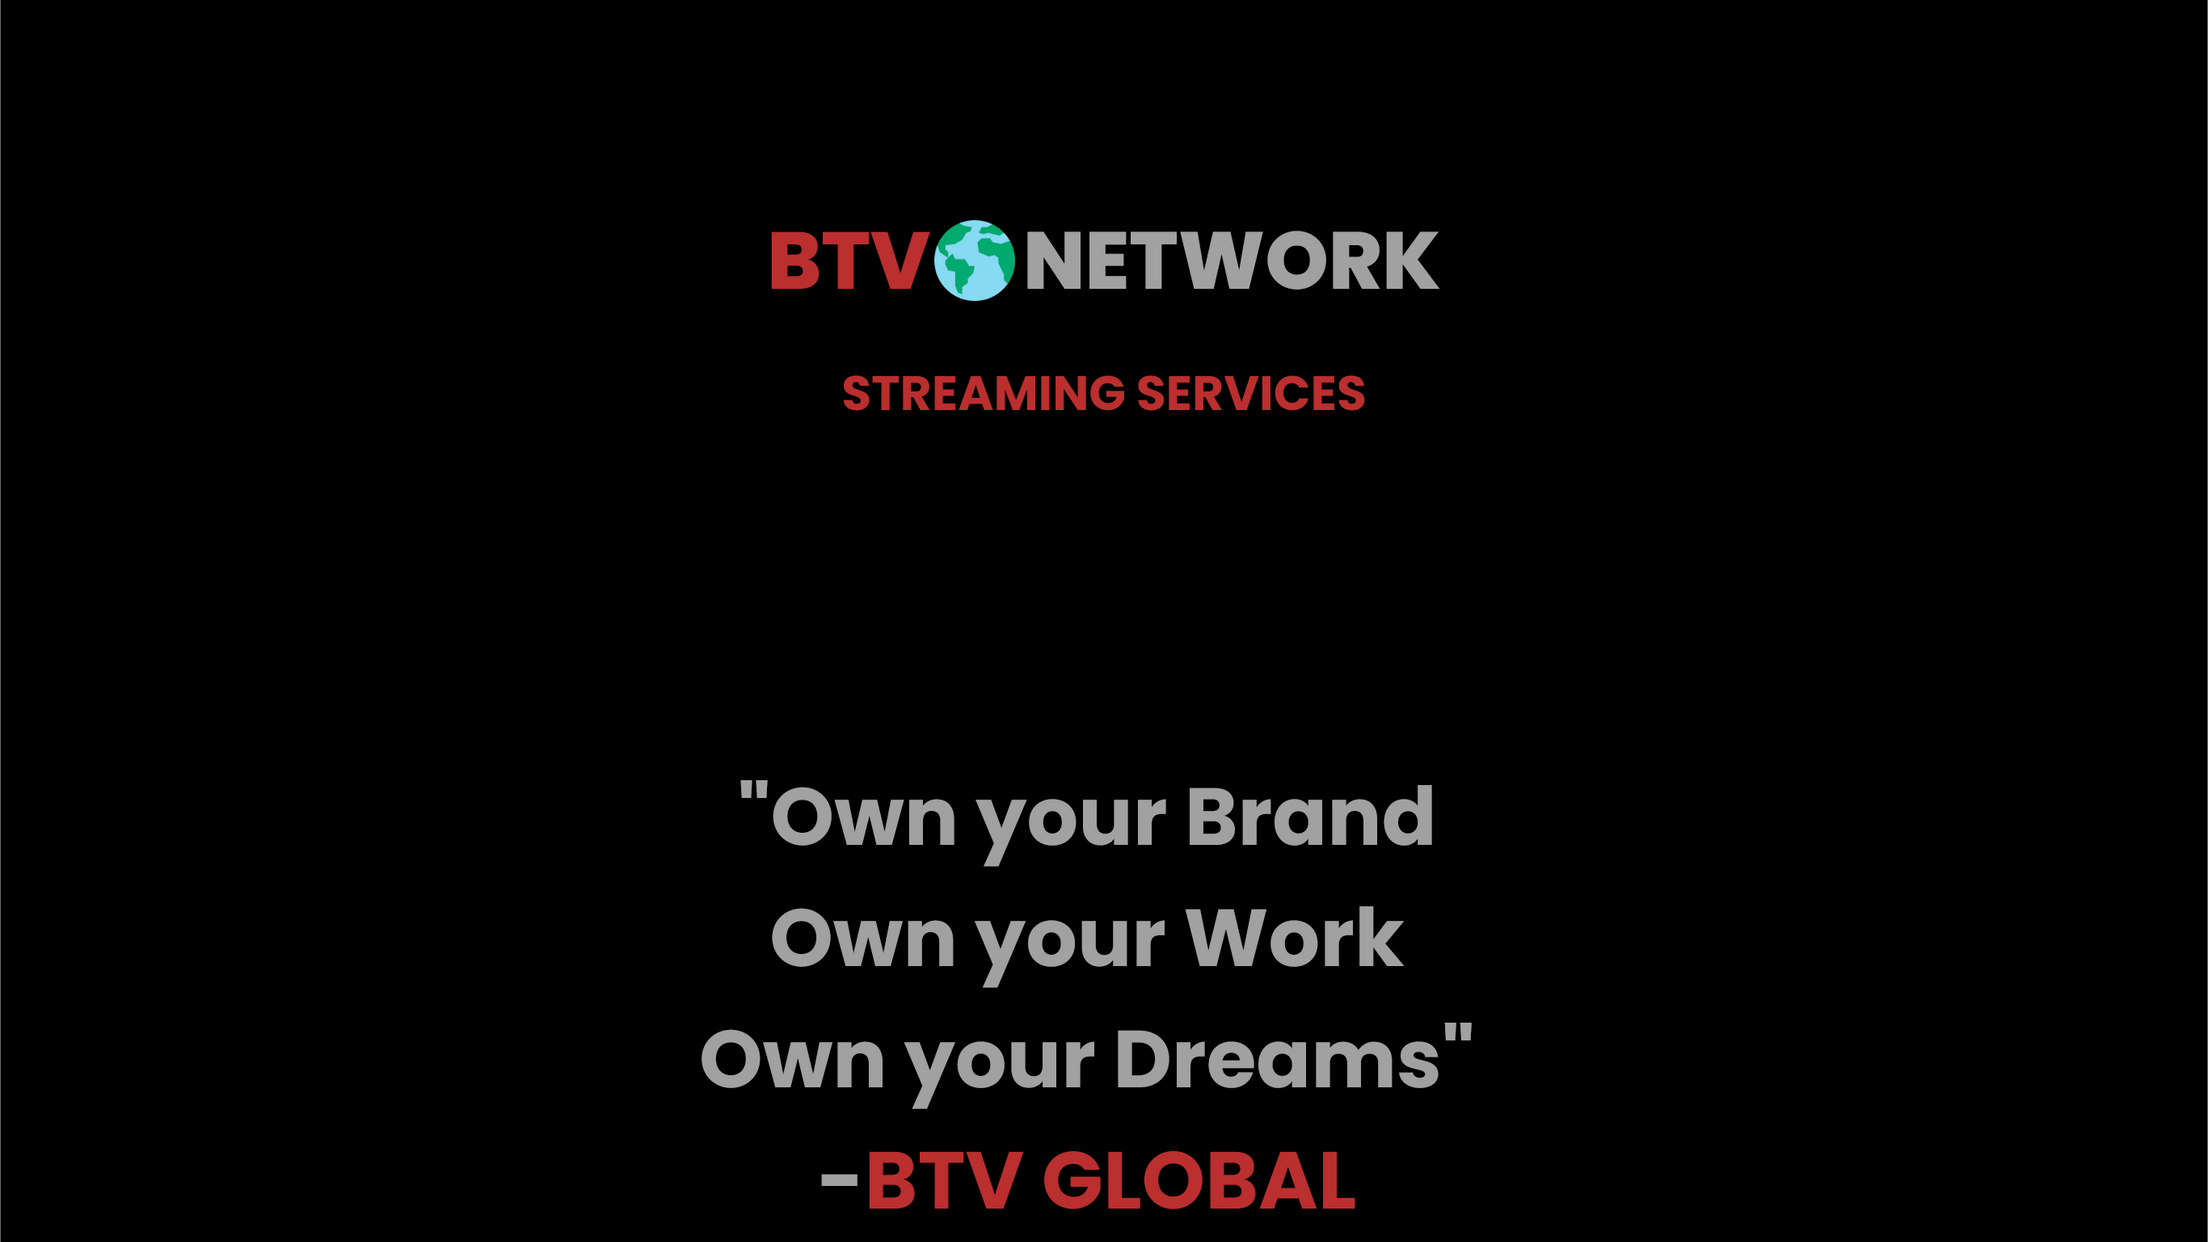 BTV NETWORK
STREAMING SERVICES
"Own your Brand
Own your Work
Own your Dreams"
-BTV GLOBAL